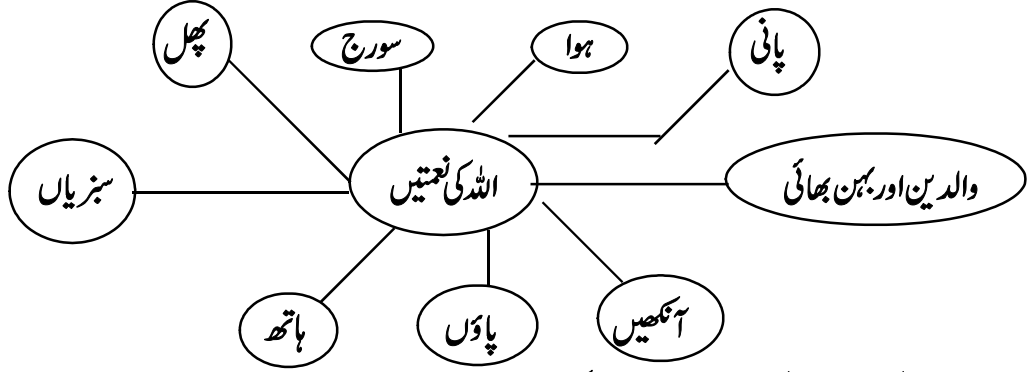 پانی
ہوا
سورج
پھل
والدین اور بہن بھائی
اللہ کی نعمتیں
سبزیاں
آنکھیں
پاؤں
ہاتھ